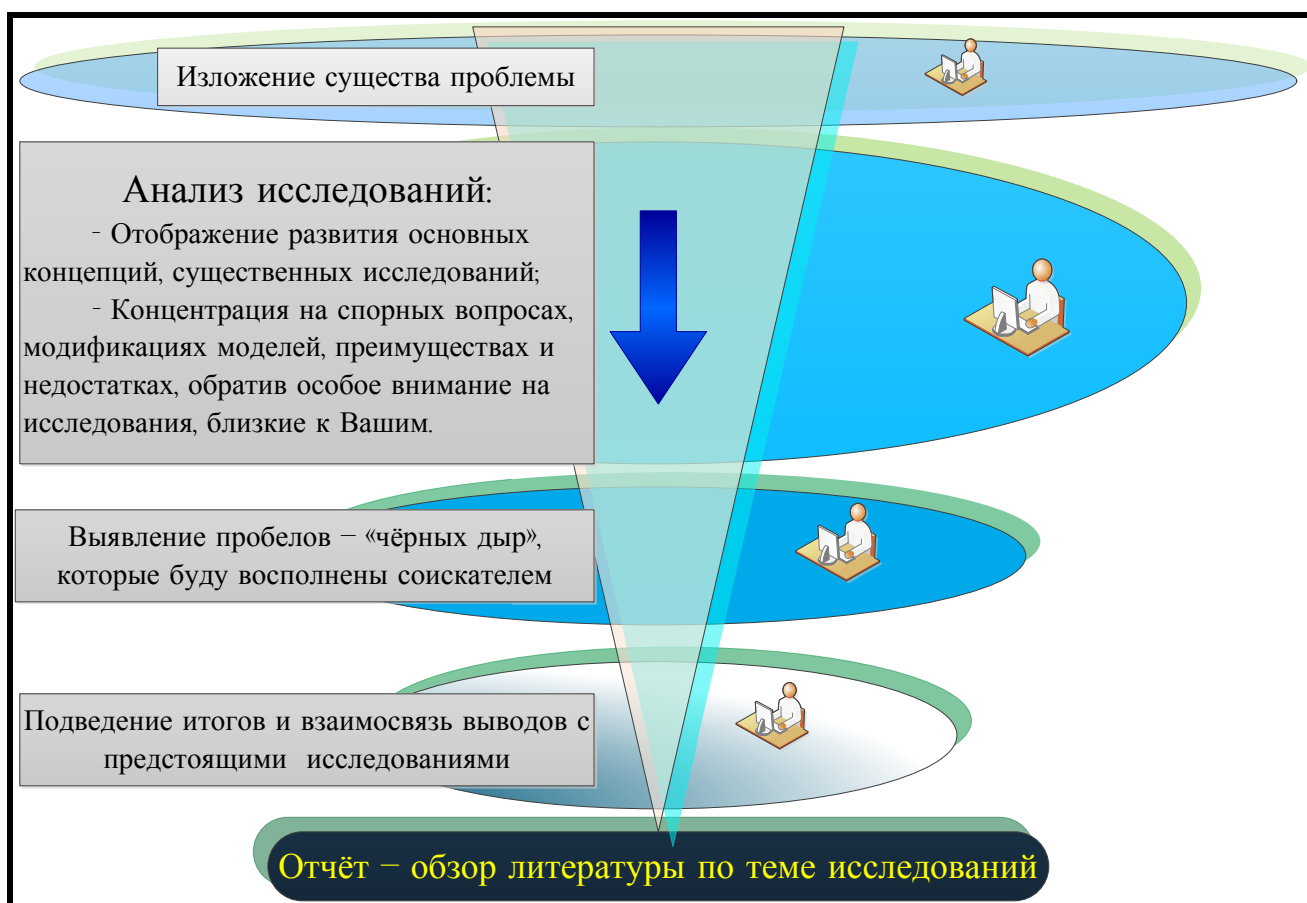 Изложение существа проблемы
Анализ исследований:
- Отображение развития основных
концепций, существенных исследований;
- Концентрация на спорных вопросах,
модификациях моделей, преимуществах и
недостатках, обратив особое внимание на
исследования, близкие к Вашим.
Выявление пробелов – «чёрных дыр»,
которые буду восполнены соискателем
Подведение итогов и взаимосвязь выводов с
предстоящими исследованиями
Отчёт – обзор литературы по теме исследований